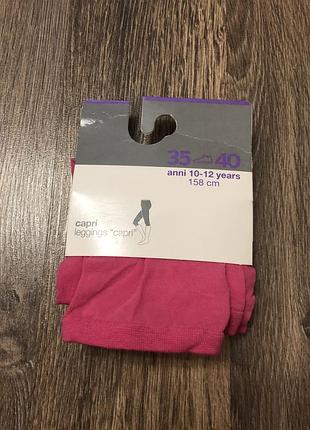 35 40
anni 10-12 years
158 cm
capri
leggings "capri"